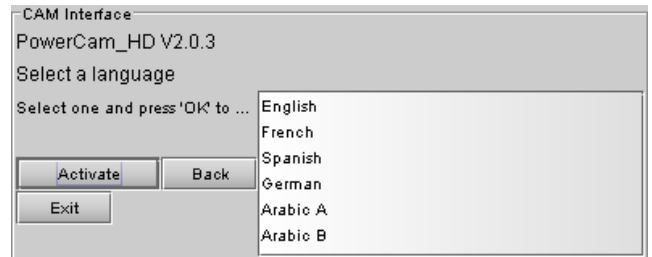 CAM Interface
PowerCam_HD V2.0.3
Select a language
Select one and press 'OK' to ...
English
French
Spanish
German
Arabic A
Arabic B
Activate
Back
Exit